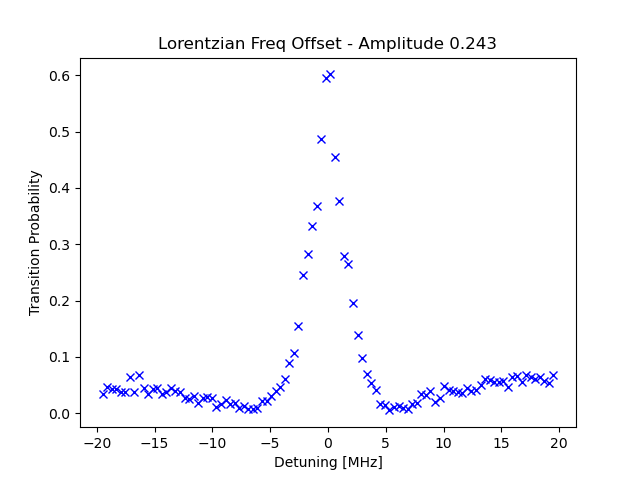 Lorentzian Freq Offset - Amplitude 0.243
0.6
0.5
0.4
0.3
0.2
0.1
0.0
Transition Probability
−20 −15 −10 −5 0 5 10 15 20
Detuning [MHz]